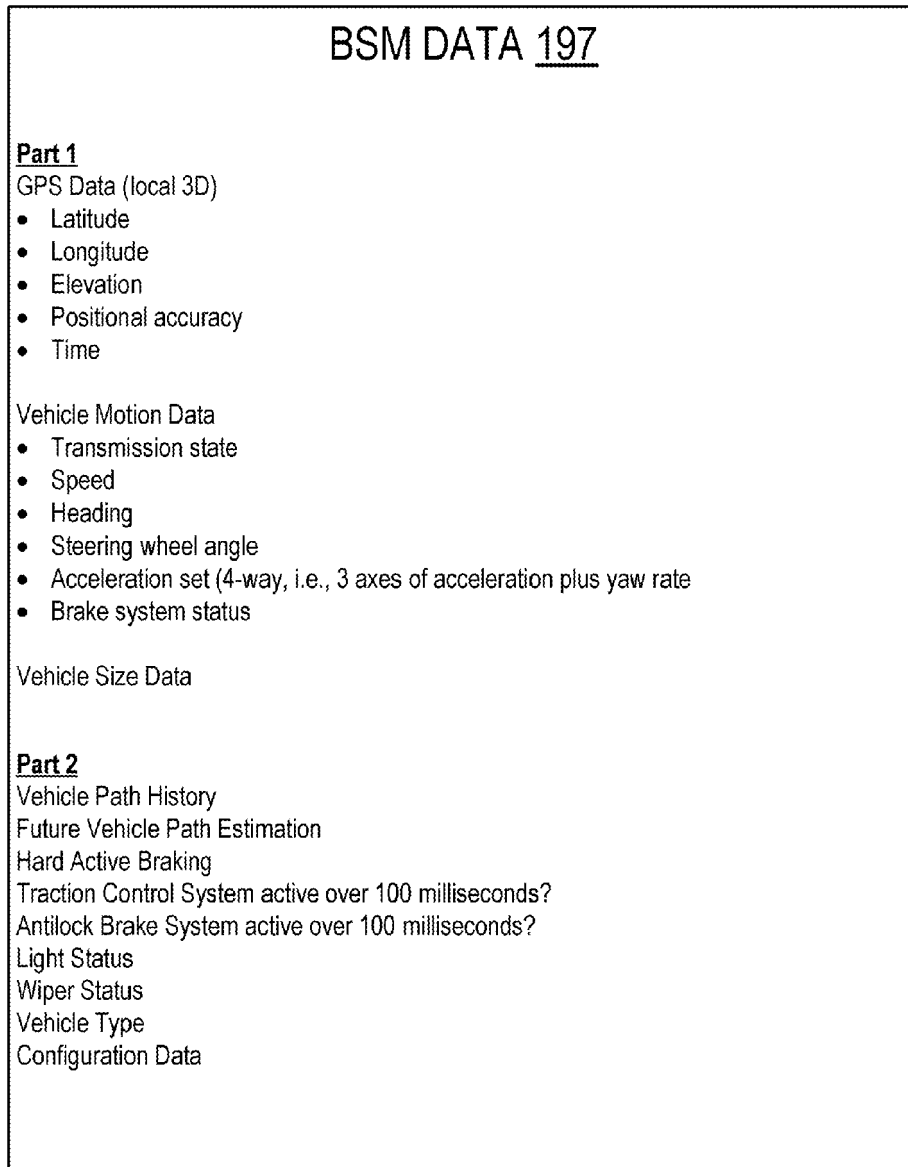 BSM DATA 197
Part 1
GPS Data (local 3D)
• Latitude
• Longitude
• Elevation
• Positional accuracy
• Time
Vehicle Motion Data
• Transmission state
• Speed
• Heading
• Steering wheel angle
• Acceleration set (4-way, i.e., 3 axes of acceleration plus yaw rate
• Brake system status
Vehicle Size Data
Part 2
Vehicle Path History
Future Vehicle Path Estimation
Hard Active Braking
Traction Control System active over 100 milliseconds?
Antilock Brake System active over 100 milliseconds?
Light Status
Wiper Status
Vehicle Type
Configuration Data